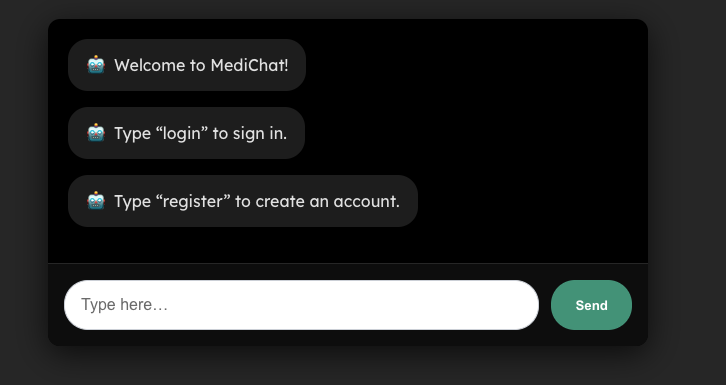 🤖 Welcome to MediChat!
🤖 Type “login” to sign in.
🤖 Type “register” to create an account.
Type here…
Send